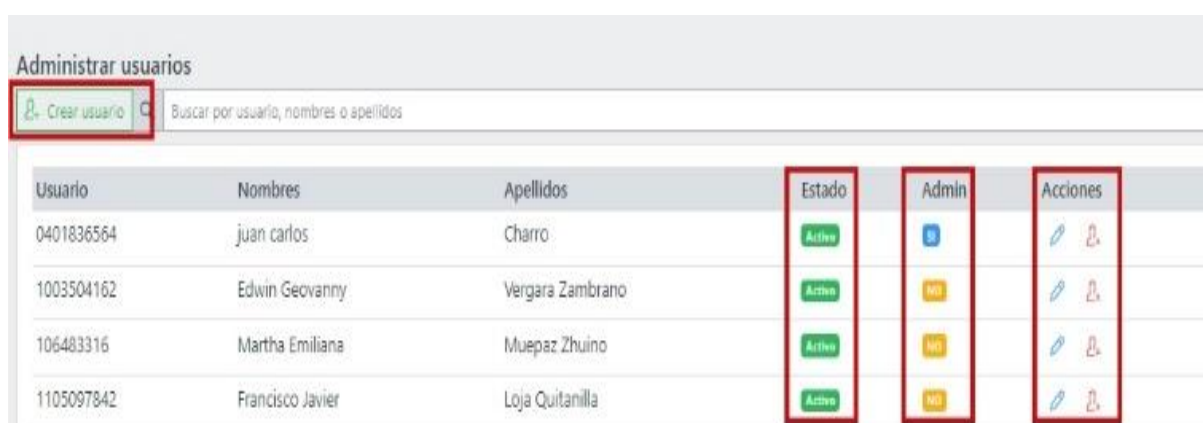 Administrar usuarios
Crear usuario Buscar por usuario, nombres o apellidos
Usuario Nombres Apellidos Estado Admin Acciones
0401836564 juan carlos Charro Activo SI
1003504162 Edwin Geovanny Vergara Zambrano Activo NO
106483316 Martha Emiliana Muepaz Zhuino Activo NO
1105097842 Francisco Javier Loja Quitanilla Activo NO